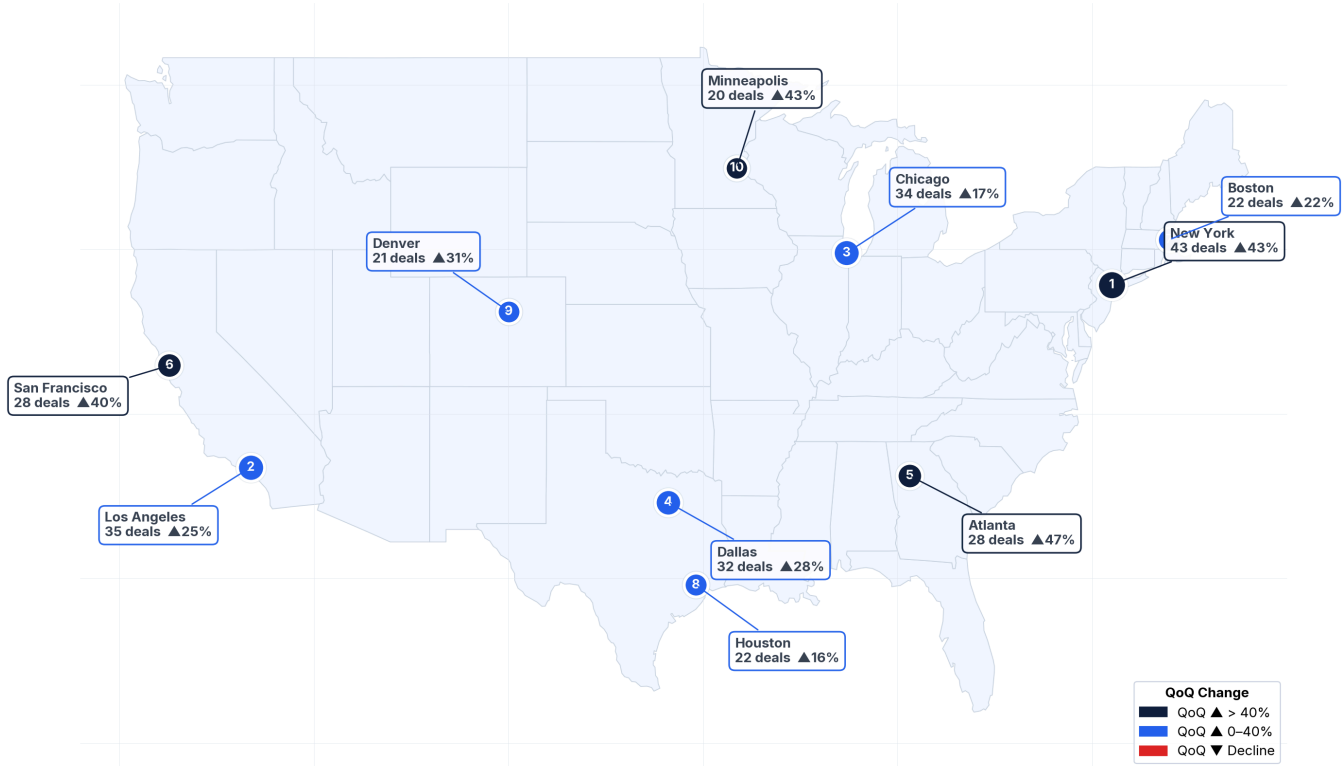 Minneapolis
20 deals ▲43%
10
Chicago
34 deals ▲17%
3
Boston
22 deals ▲22%
New York
43 deals ▲43%
1
Denver
21 deals ▲31%
9
6
San Francisco
28 deals ▲40%
2
Los Angeles
35 deals ▲25%
4
Dallas
32 deals ▲28%
5
Atlanta
28 deals ▲47%
8
Houston
22 deals ▲16%
QoQ Change
QoQ ▲ > 40%
QoQ ▲ 0–40%
QoQ ▼ Decline